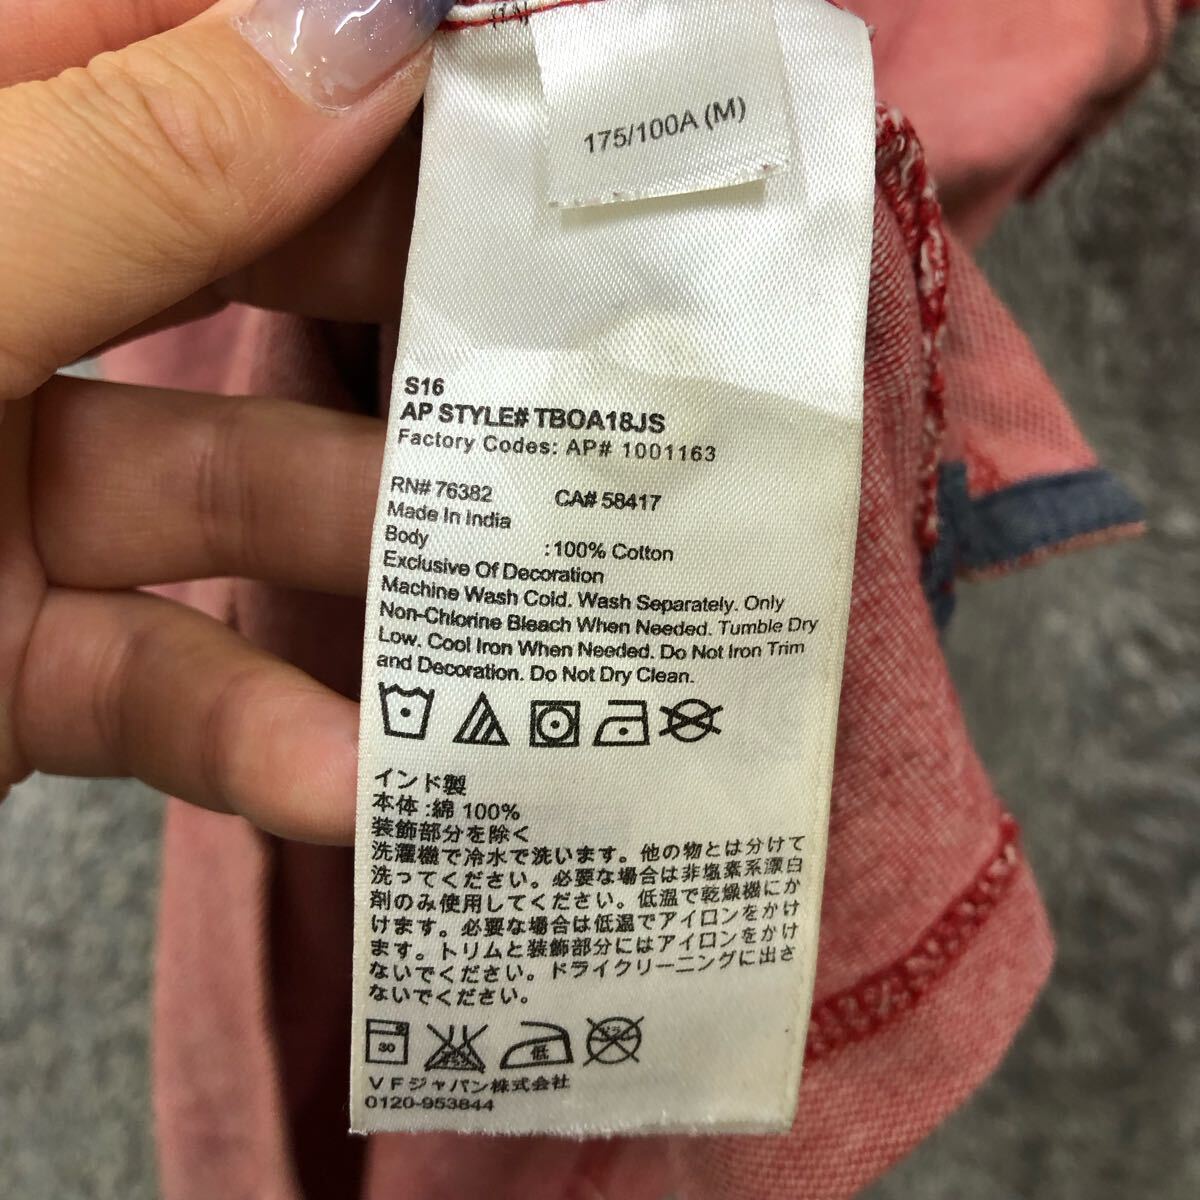 175/100A (M)
S16
AP STYLE# TBOA18JS
Factory Codes: AP# 1001163
RN# 76382 CA# 58417
Made In India
Body :100% Cotton
Exclusive Of Decoration
Machine Wash Cold. Wash Separately. Only
Non-Chlorine Bleach When Needed. Tumble Dry
Low. Cool Iron When Needed. Do Not Iron Trim
and Decoration. Do Not Dry Clean.
インド製
本体 :綿 100%
装飾部分を除く
洗濯機で冷水で洗います。他の物とは分けて
洗ってください。必要な場合は非塩素系漂白
剤のみ使用してください。低温で乾燥機にか
けます。必要な場合は低温でアイロンをかけ
ます。トリムと装飾部分にはアイロンをかけ
ないでください。ドライクリーニングに出さ
ないでください。
30 低
VFジャパン株式会社
0120-953844